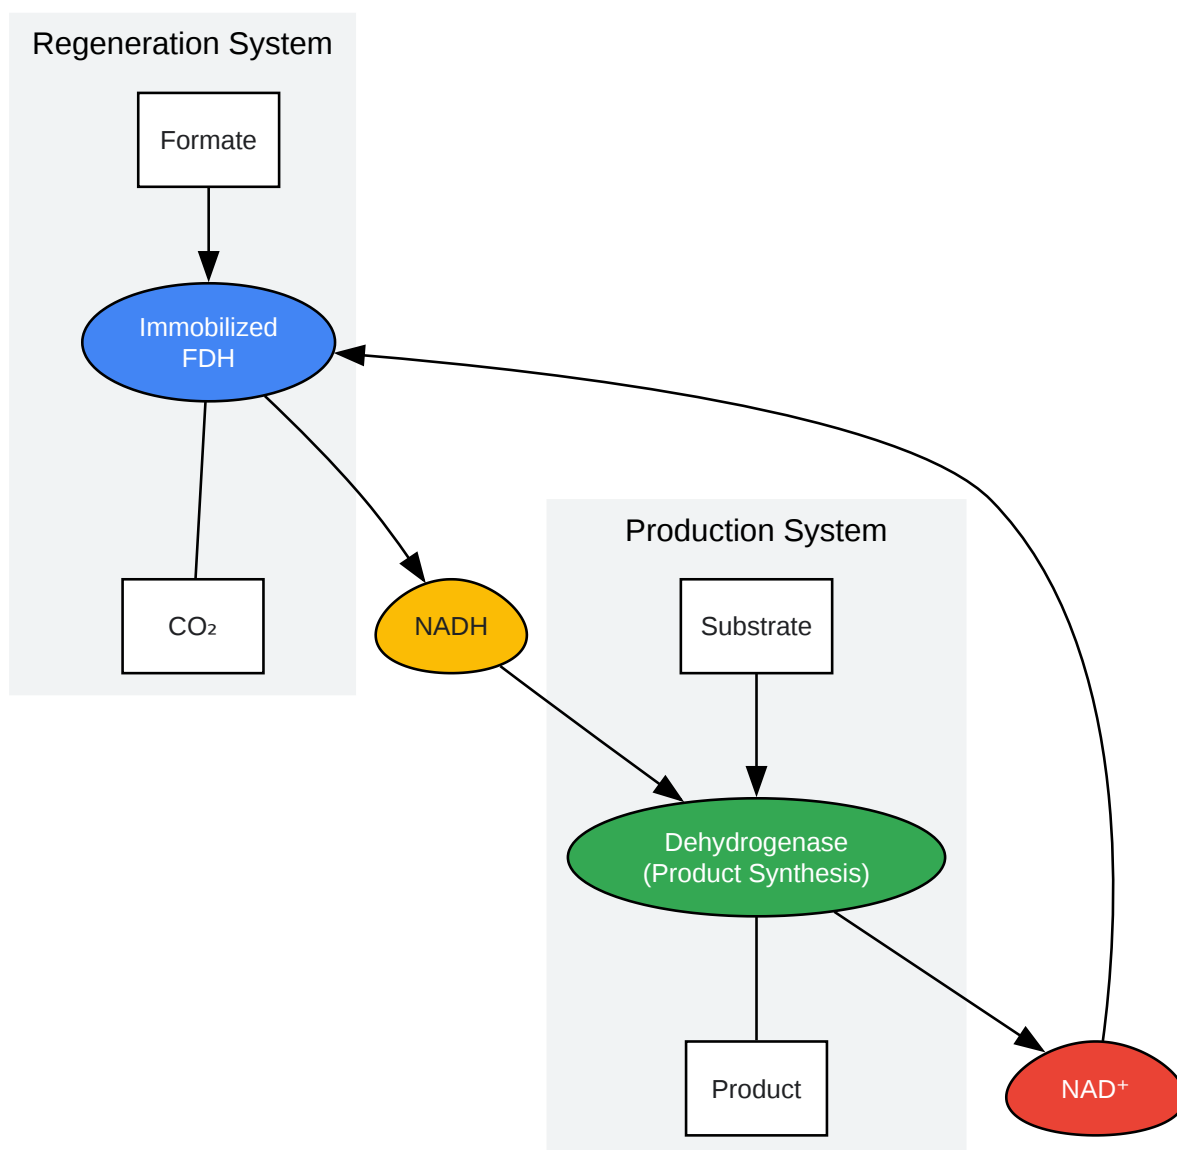 Regeneration System
Formate
Immobilized
FDH
CO₂
NADH
Production System
Substrate
Dehydrogenase
(Product Synthesis)
Product
NAD⁺